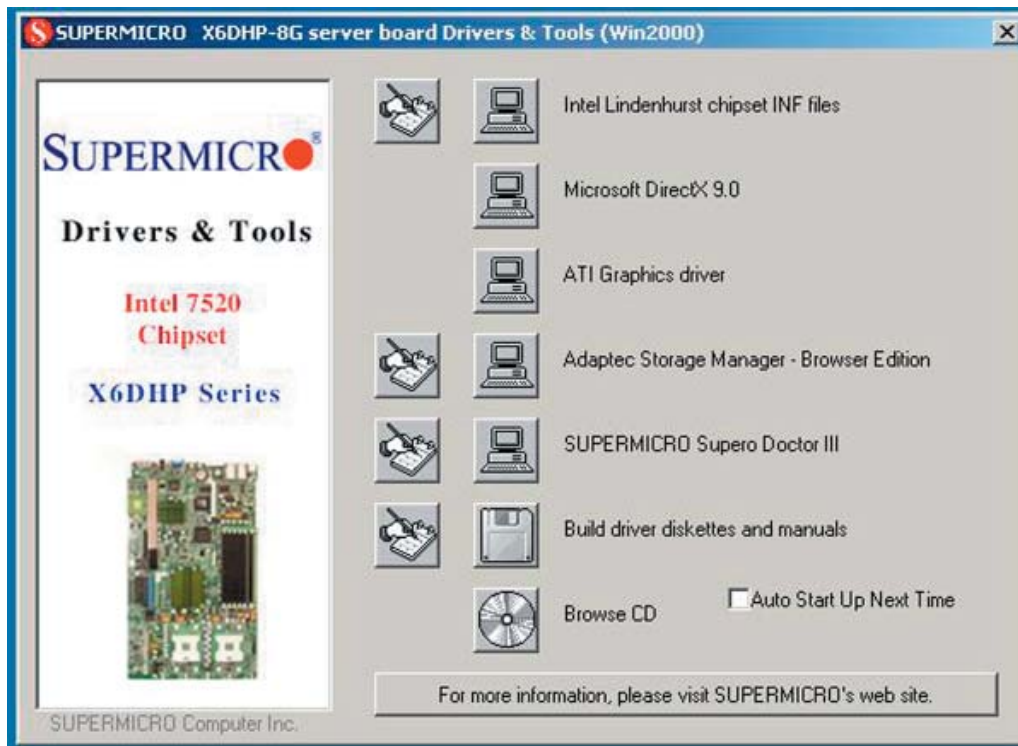 SUPERMICRO X6DHP-8G server board Drivers & Tools (Win2000)
SUPERMICRO®
Drivers & Tools
Intel 7520
Chipset
X6DHP Series
SUPERMICRO Computer Inc.
Intel Lindenhurst chipset INF files
Microsoft DirectX 9.0
ATI Graphics driver
Adaptec Storage Manager - Browser Edition
SUPERMICRO Supero Doctor III
Build driver diskettes and manuals
Browse CD
Auto Start Up Next Time
For more information, please visit SUPERMICRO's web site.